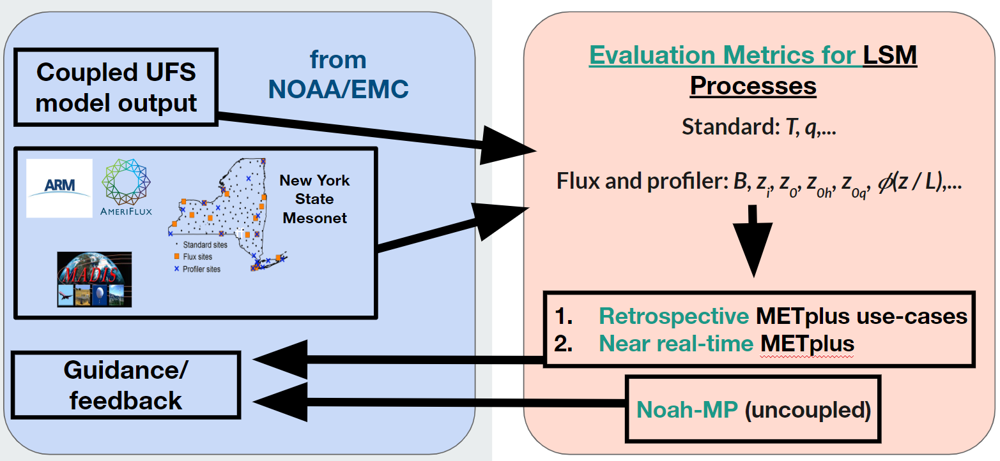 Coupled UFS
model output
from
NOAA/EMC
ARM
AMERIFLUX
New York
State
Mesonet
Standard sites
Flux sites
Profiler sites
MADIS
Guidance/
feedback
Evaluation Metrics for LSM
Processes
Standard: T, q,...
Flux and profiler: B, zi, z0, z0h, z0q, ϕ(z / L),...
1. Retrospective METplus use-cases
2. Near real-time METplus
Noah-MP (uncoupled)